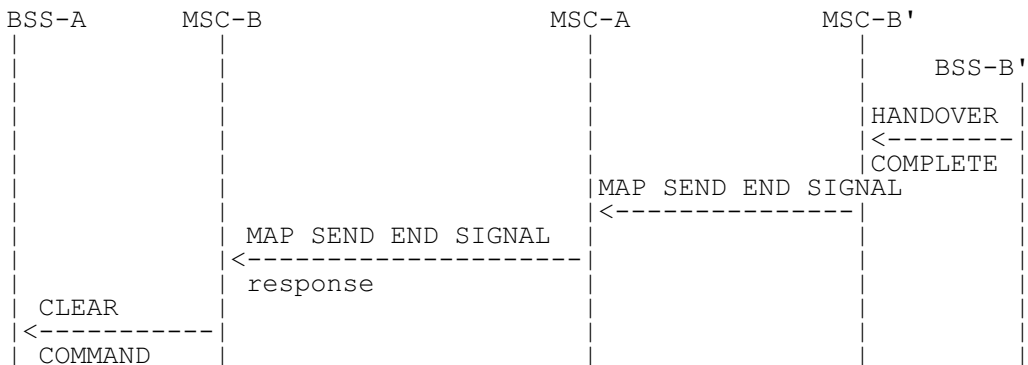 BSS-A MSC-B MSC-A MSC-B'
BSS-B'
HANDOVER
COMPLETE
MAP SEND END SIGNAL
MAP SEND END SIGNAL
response
CLEAR
COMMAND